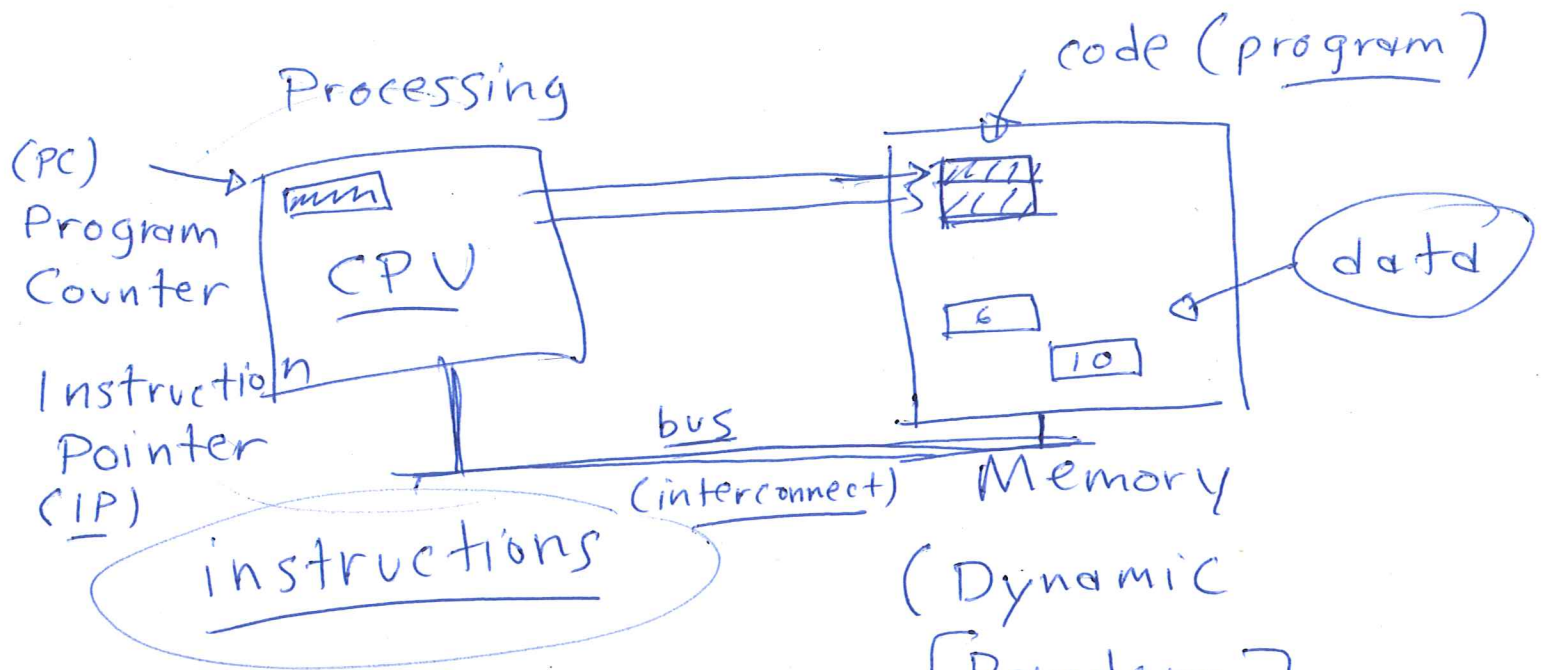 code (program)
Processing
(PC)
Program
Counter
CPU
data
6
10
Instruction
Pointer
(IP)
bus
(interconnect)
Memory
instructions
(Dynamic